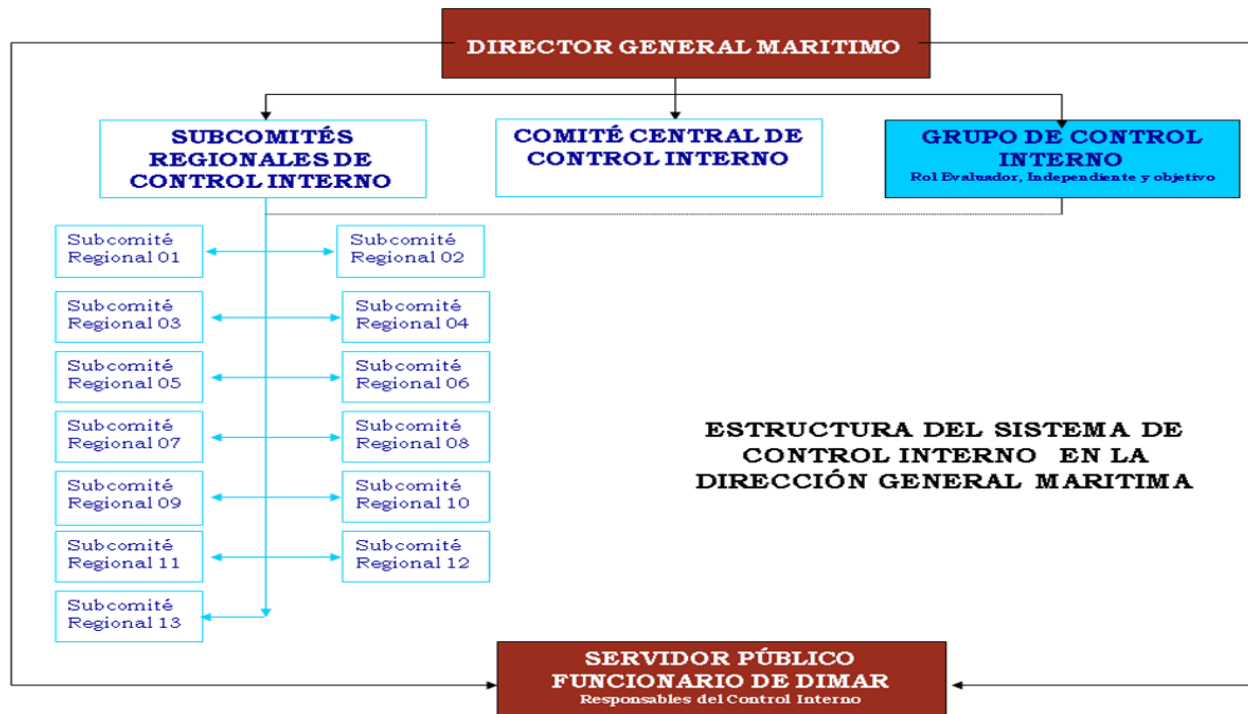 DIRECTOR GENERAL MARITIMO
SUBCOMITÉS
REGIONALES DE
CONTROL INTERNO
COMITÉ CENTRAL DE
CONTROL INTERNO
GRUPO DE CONTROL
INTERNO
Rol Evaluador, Independiente y objetivo
Subcomité
Regional 01
Subcomité
Regional 02
Subcomité
Regional 03
Subcomité
Regional 04
Subcomité
Regional 05
Subcomité
Regional 06
Subcomité
Regional 07
Subcomité
Regional 08
Subcomité
Regional 09
Subcomité
Regional 10
Subcomité
Regional 11
Subcomité
Regional 12
Subcomité
Regional 13
ESTRUCTURA DEL SISTEMA DE
CONTROL INTERNO EN LA
DIRECCIÓN GENERAL MARITIMA
SERVIDOR PÚBLICO
FUNCIONARIO DE DIMAR
Responsables del Control Interno